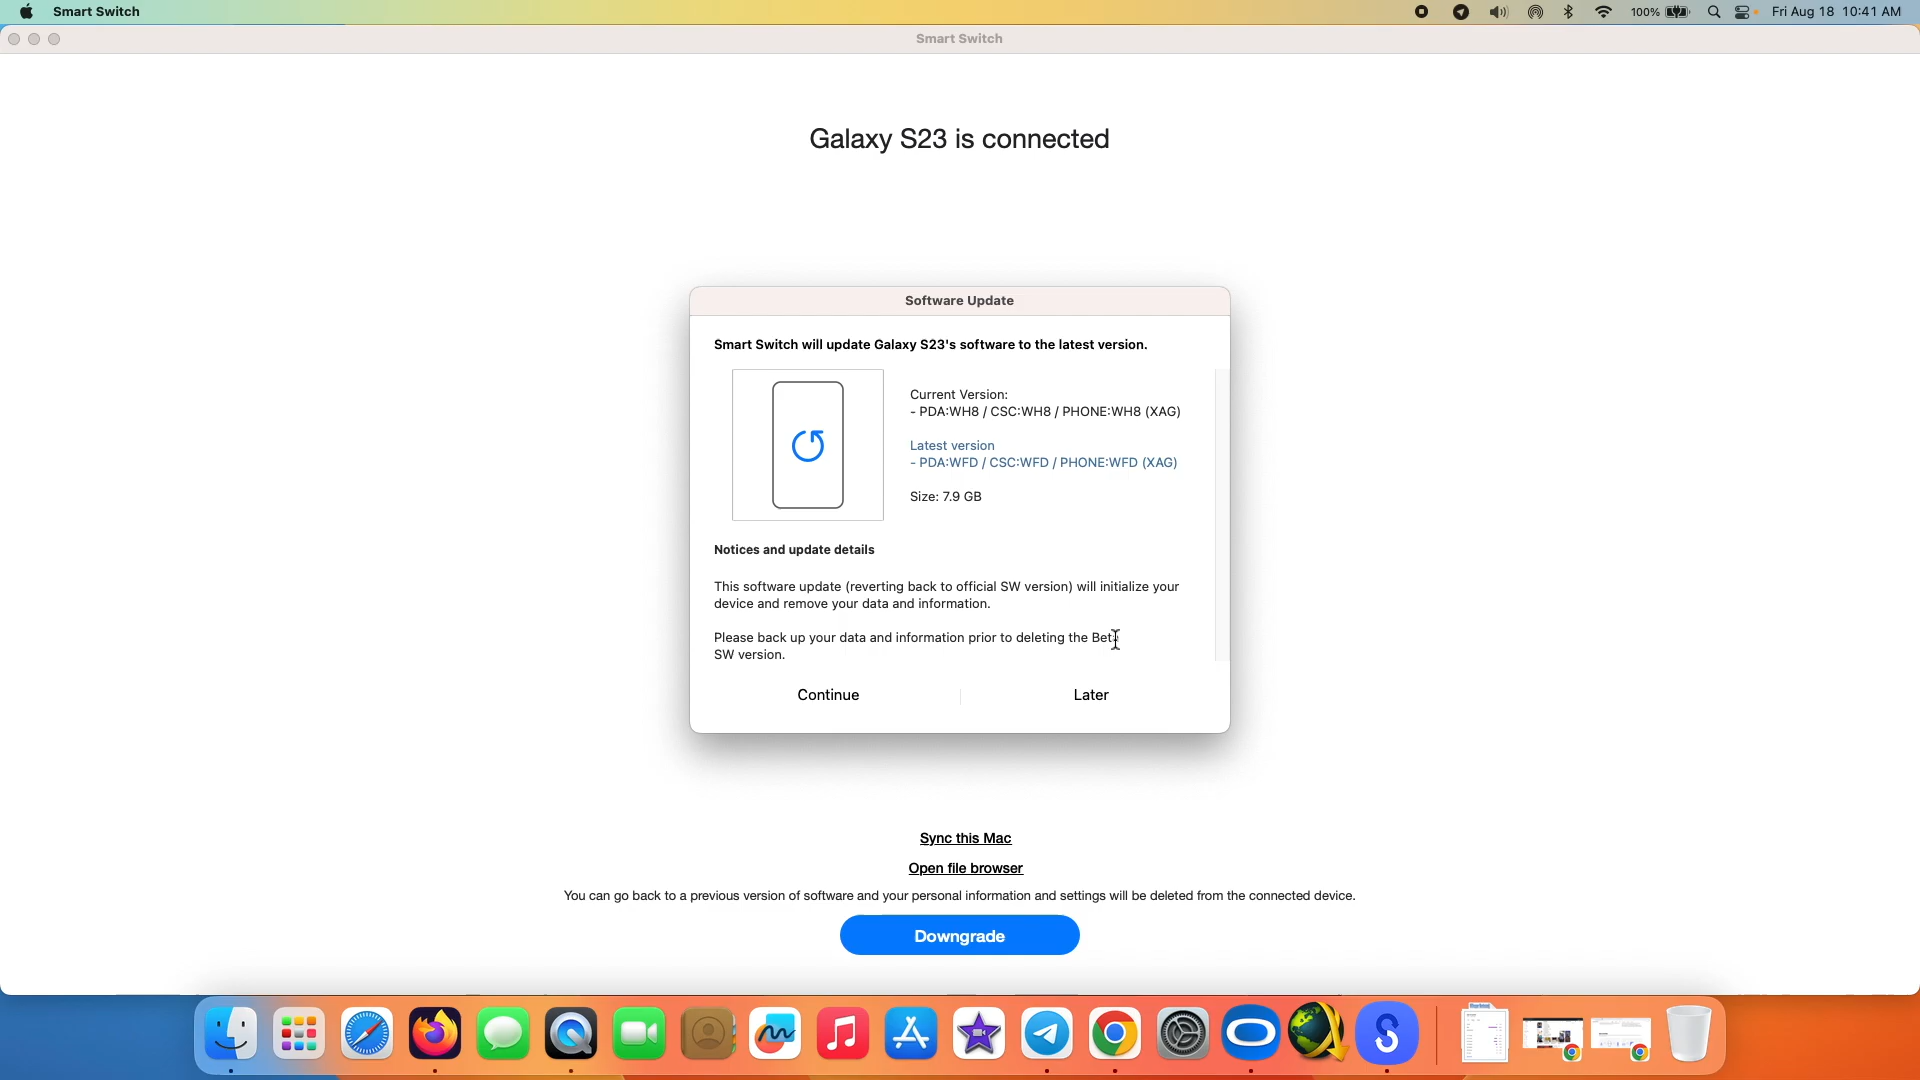 Smart Switch
100%
Fri Aug 18 10:41 AM
Smart Switch
Galaxy S23 is connected
Software Update
Smart Switch will update Galaxy S23's software to the latest version.
Current Version:
- PDA:WH8 / CSC:WH8 / PHONE:WH8 (XAG)
Latest version
- PDA:WFD / CSC:WFD / PHONE:WFD (XAG)
Size: 7.9 GB
Notices and update details
This software update (reverting back to official SW version) will initialize your
device and remove your data and information.
Please back up your data and information prior to deleting the Beta
SW version.
Continue
Later
Sync this Mac
Open file browser
You can go back to a previous version of software and your personal information and settings will be deleted from the connected device.
Downgrade